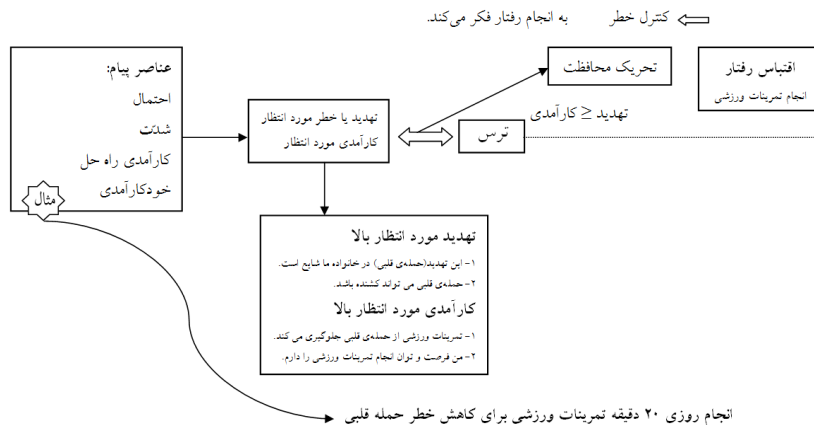 کنترل خطر به انجام رفتار فکر می‌کند.
عناصر پیام:
احتمال
شدّت
کارآمدی راه حل
خودکارآمدی
مثال
تهدید یا خطر مورد انتظار
کارآمدی مورد انتظار
ترس
تهدید ≤ کارآمدی
تحریک محافظت
اقتباس رفتار
انجام تمرینات ورزشی
تهدید مورد انتظار بالا
۱- این تهدید(حمله‌ی قلبی) در خانواده ما شایع است.
۲- حمله‌ی قلبی می تواند کشنده باشد.
کارآمدی مورد انتظار بالا
۱- تمرینات ورزشی از حمله‌ی قلبی جلوگیری می کند.
۲- من فرصت و توان انجام تمرینات ورزشی را دارم.
انجام روزی ۲۰ دقیقه تمرینات ورزشی برای کاهش خطر حمله قلبی